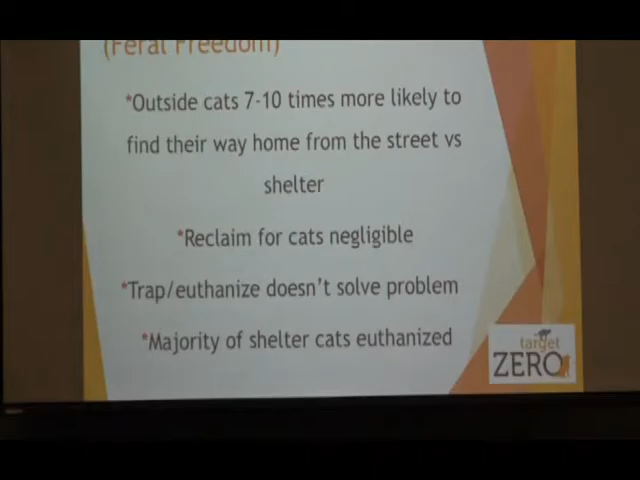 (Feral Freedom)
*Outside cats 7-10 times more likely to
find their way home from the street vs
shelter
*Reclaim for cats negligible
*Trap/euthanize doesn't solve problem
*Majority of shelter cats euthanized
target
ZERO